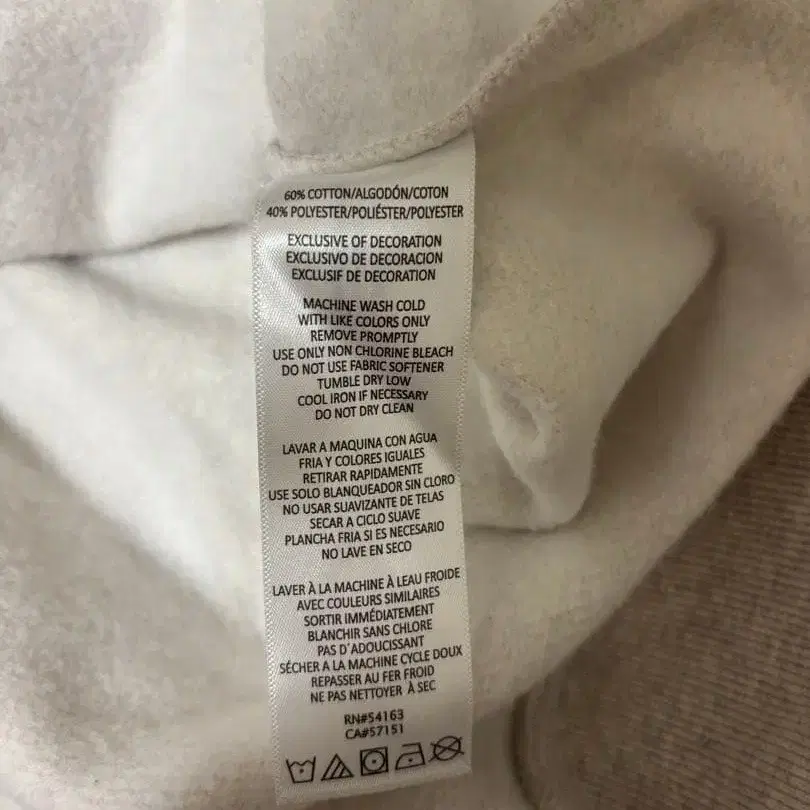 60% COTTON/ALGODÓN/COTON
40% POLYESTER/POLIÉSTER/POLYESTER
EXCLUSIVE OF DECORATION
EXCLUSIVO DE DECORACION
EXCLUSIF DE DECORATION
MACHINE WASH COLD
WITH LIKE COLORS ONLY
REMOVE PROMPTLY
USE ONLY NON CHLORINE BLEACH
DO NOT USE FABRIC SOFTENER
TUMBLE DRY LOW
COOL IRON IF NECESSARY
DO NOT DRY CLEAN
LAVAR A MAQUINA CON AGUA
FRIA Y COLORES IGUALES
RETIRAR RAPIDAMENTE
USE SOLO BLANQUEADOR SIN CLORO
NO USAR SUAVIZANTE DE TELAS
SECAR A CICLO SUAVE
PLANCHA FRIA SI ES NECESARIO
NO LAVE EN SECO
LAVER À LA MACHINE À LEAU FROIDE
AVEC COULEURS SIMILAIRES
SORTIR IMMÉDIATEMENT
BLANCHIR SANS CHLORE
PAS D'ADOUCISSANT
SÉCHER A LA MACHINE CYCLE DOUX
REPASSER AU FER FROID
NE PAS NETTOYER À SEC
RN#54163
CA#57151